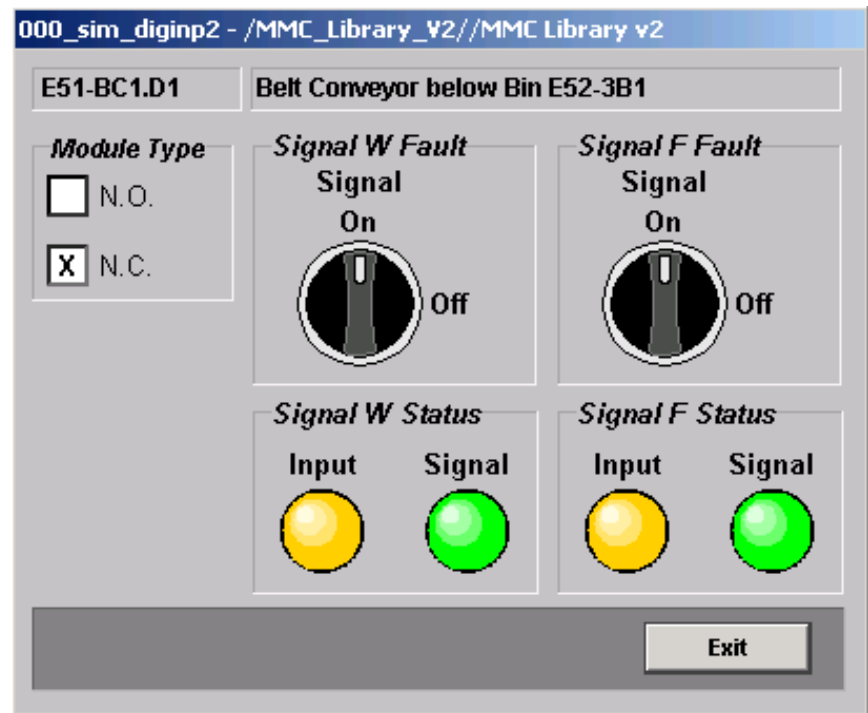 000_sim_diginp2 - /MMC_Library_V2//MMC Library v2
E51-BC1.D1
Belt Conveyor below Bin E52-3B1
Module Type
N.O.
X N.C.
Signal W Fault
Signal
On
Off
Signal F Fault
Signal
On
Off
Signal W Status
Input Signal
Signal F Status
Input Signal
Exit